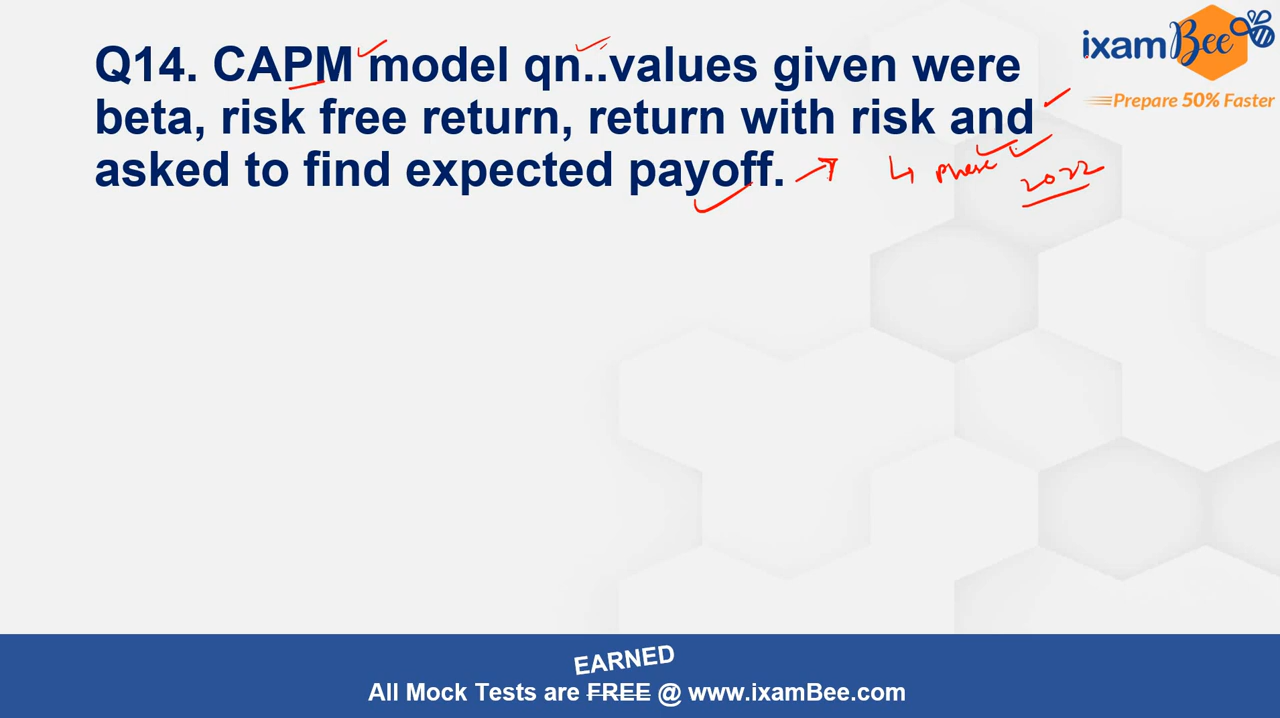 Q14. CAPM model qn..values given were
beta, risk free return, return with risk and
asked to find expected payoff.
ixamBee
Prepare 50% Faster
2022
EARNED
All Mock Tests are FREE @ www.ixamBee.com